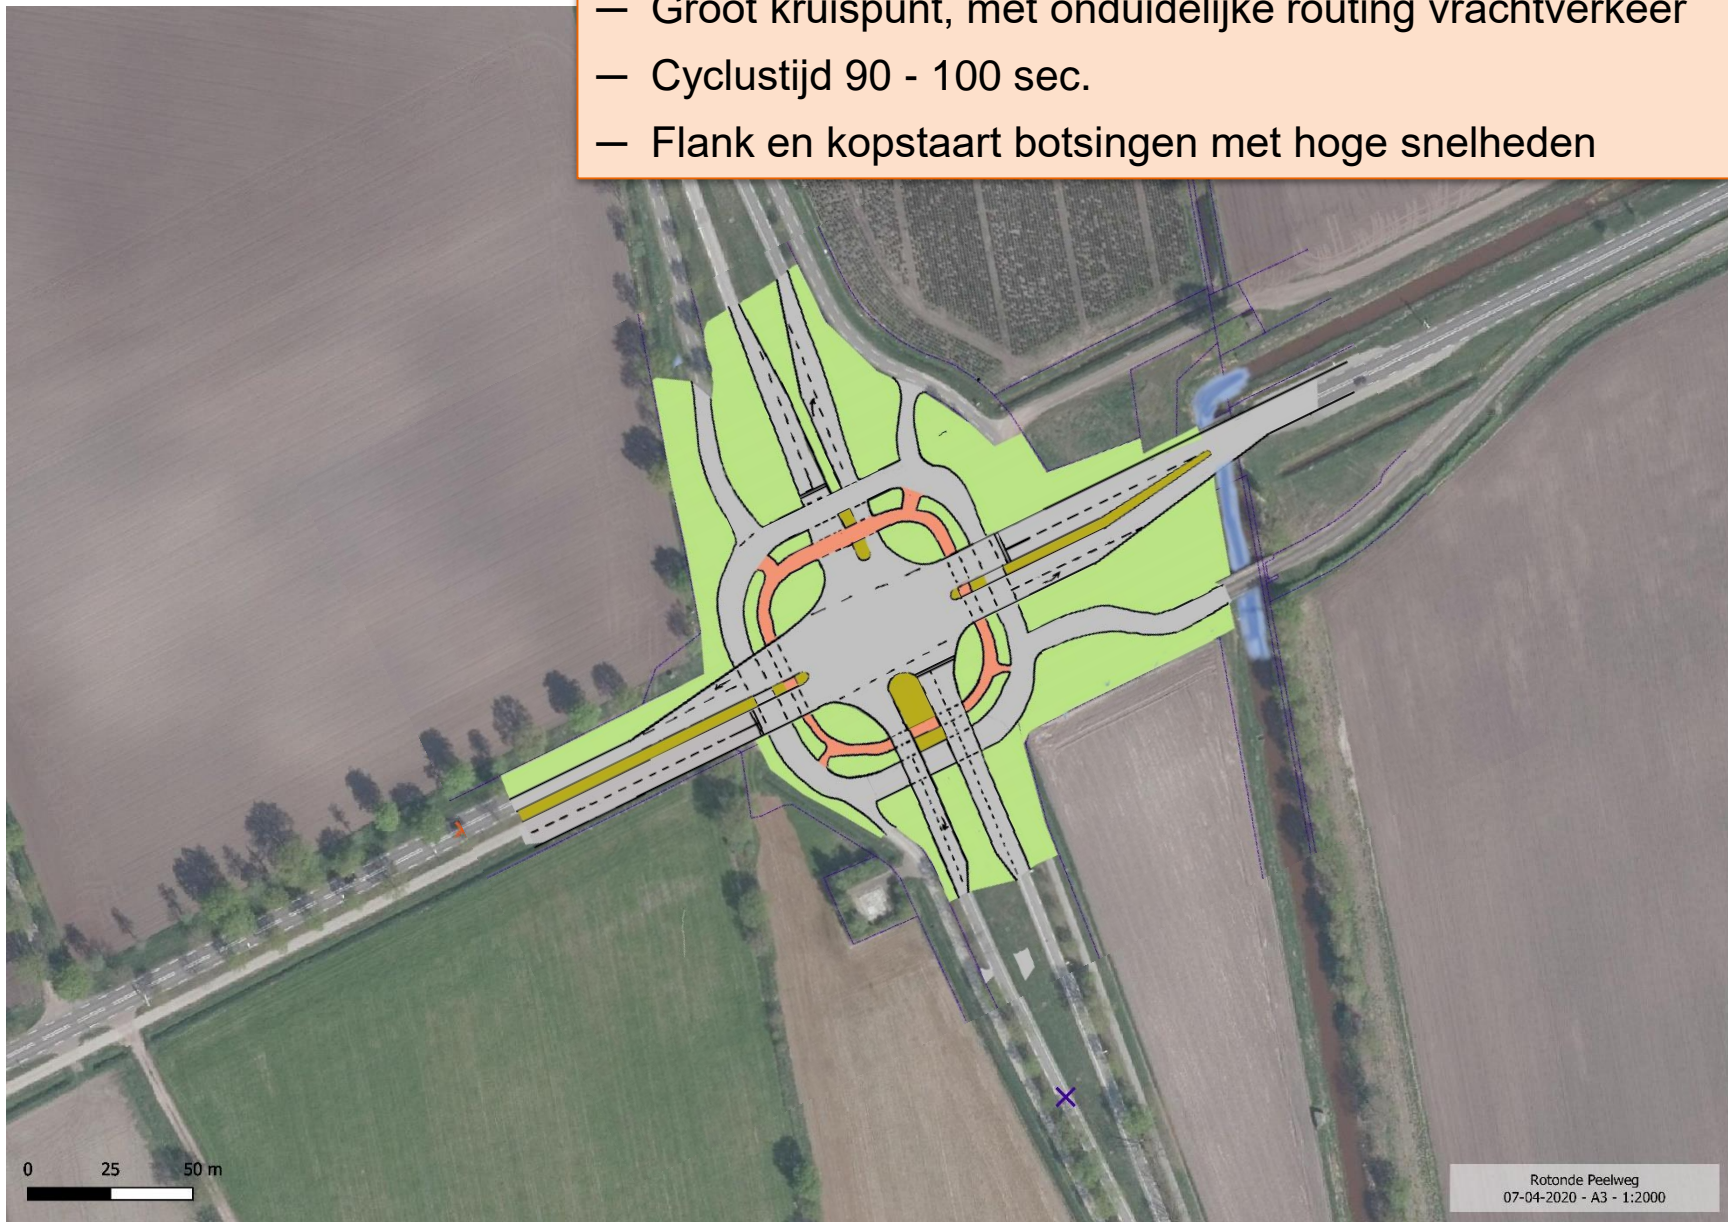 — Groot kruispunt, met onduidelijke routing vrachtverkeer
— Cyclustijd 90 - 100 sec.
— Flank en kopstaart botsingen met hoge snelheden
0 25 50 m
Rotonde Peelweg
07-04-2020 - A3 - 1:2000